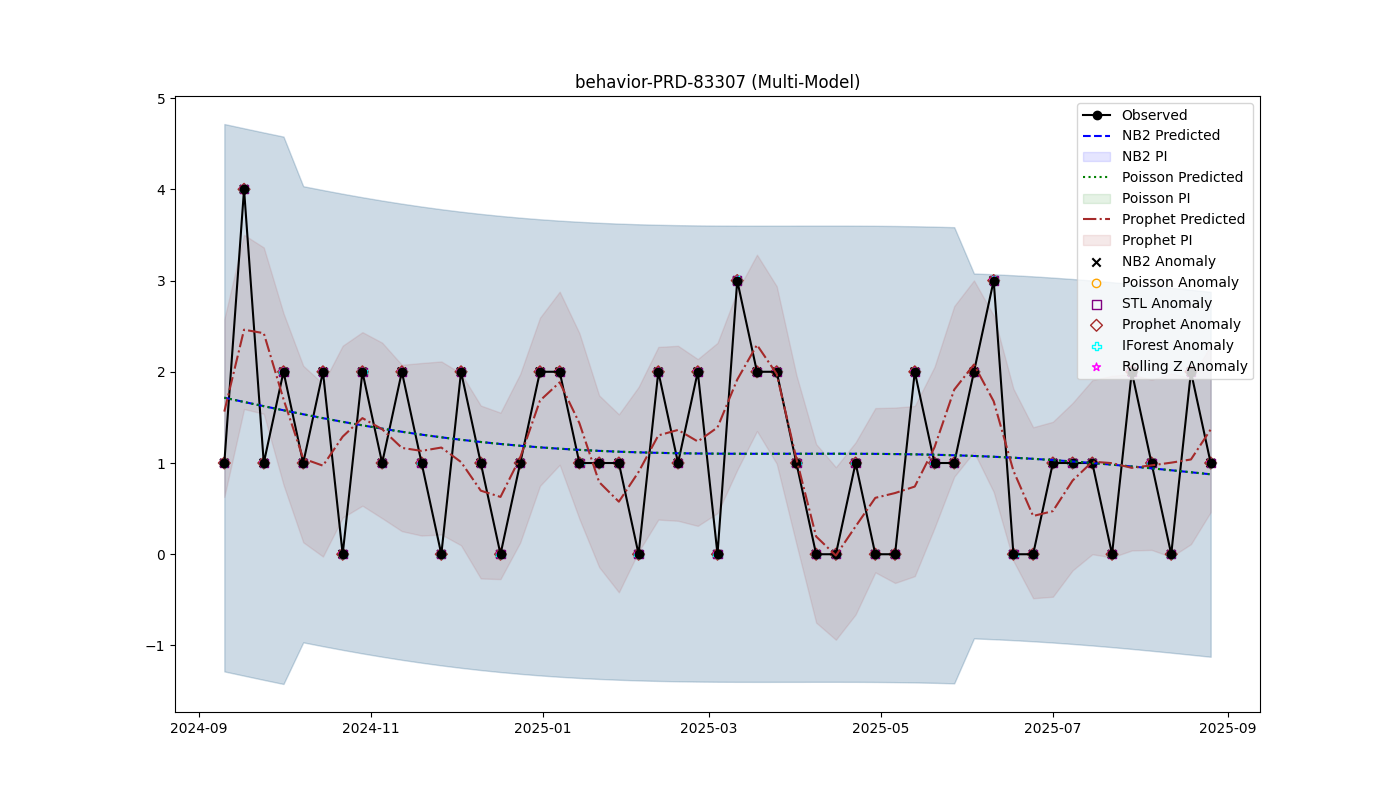 behavior-PRD-83307 (Multi-Model)
5
4
3
2
1
0
−1
2024-09
2024-11
2025-01
2025-03
2025-05
2025-07
2025-09
Observed
NB2 Predicted
NB2 PI
Poisson Predicted
Poisson PI
Prophet Predicted
Prophet PI
NB2 Anomaly
Poisson Anomaly
STL Anomaly
Prophet Anomaly
IForest Anomaly
Rolling Z Anomaly